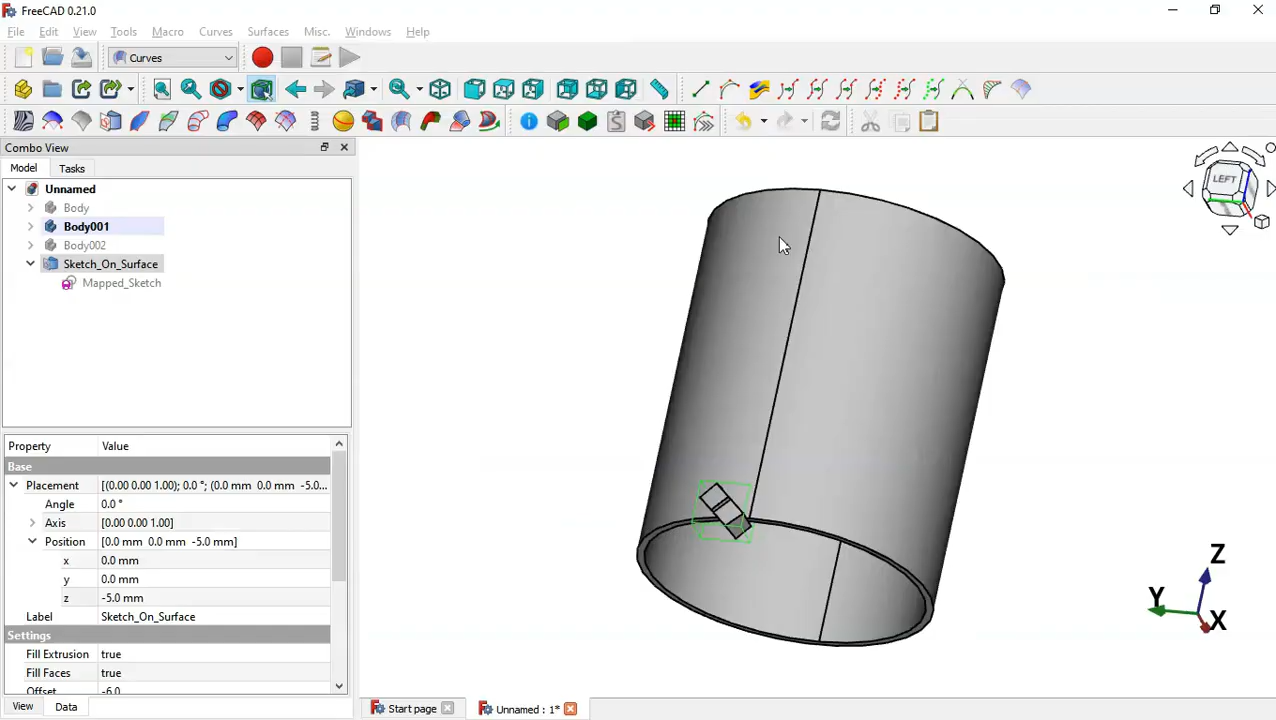 FreeCAD 0.21.0
File Edit View Tools Macro Curves Surfaces Misc. Windows Help
Curves
Combo View
Model Tasks
Unnamed
Body
Body001
Body002
Sketch_On_Surface
Mapped_Sketch
Property Value
Base
Placement [(0.00 0.00 1.00); 0.0 °; (0.0 mm 0.0 mm -5.0...
Angle 0.0 °
Axis [0.00 0.00 1.00]
Position [0.0 mm 0.0 mm -5.0 mm]
x 0.0 mm
y 0.0 mm
z -5.0 mm
Label Sketch_On_Surface
Settings
Fill Extrusion true
Fill Faces true
Offset -6.0
View Data
LEFT
Z
Y
X
Start page Unnamed : 1*